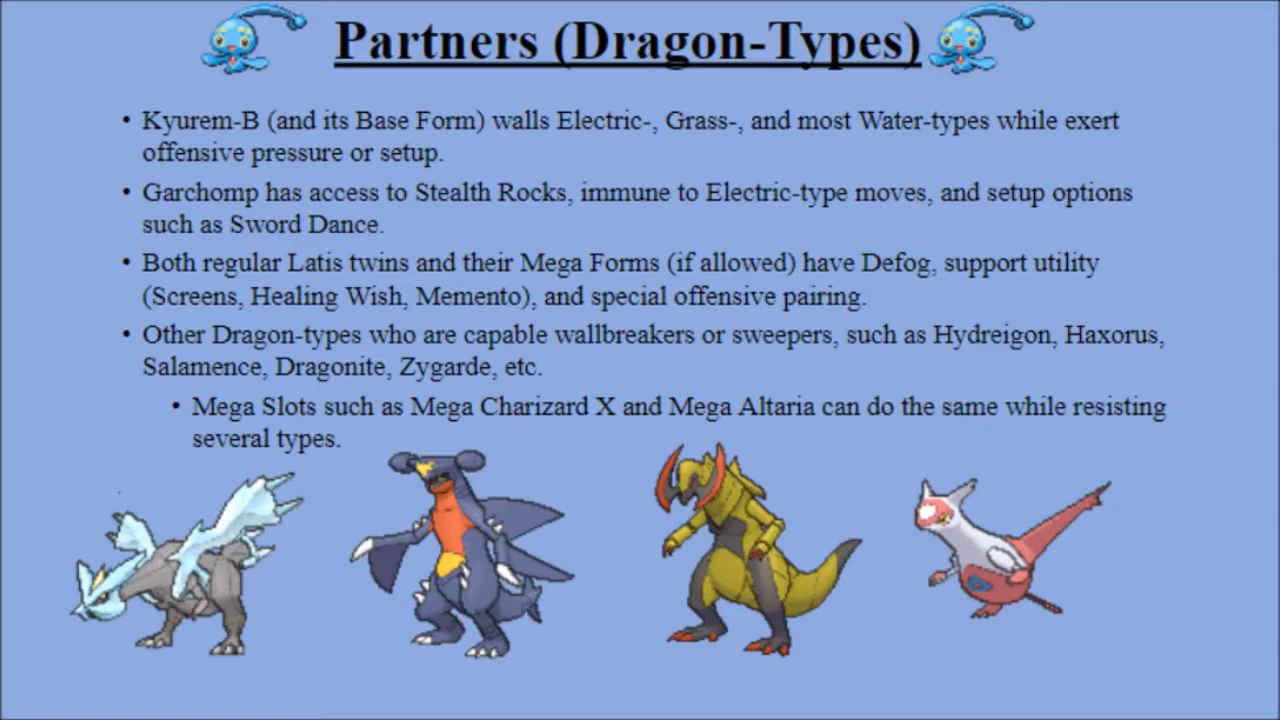 Partners (Dragon-Types)
• Kyurem-B (and its Base Form) walls Electric-, Grass-, and most Water-types while exert
offensive pressure or setup.
• Garchomp has access to Stealth Rocks, immune to Electric-type moves, and setup options
such as Sword Dance.
• Both regular Latis twins and their Mega Forms (if allowed) have Defog, support utility
(Screens, Healing Wish, Memento), and special offensive pairing.
• Other Dragon-types who are capable wallbreakers or sweepers, such as Hydreigon, Haxorus,
Salamence, Dragonite, Zygarde, etc.
• Mega Slots such as Mega Charizard X and Mega Altaria can do the same while resisting
several types.